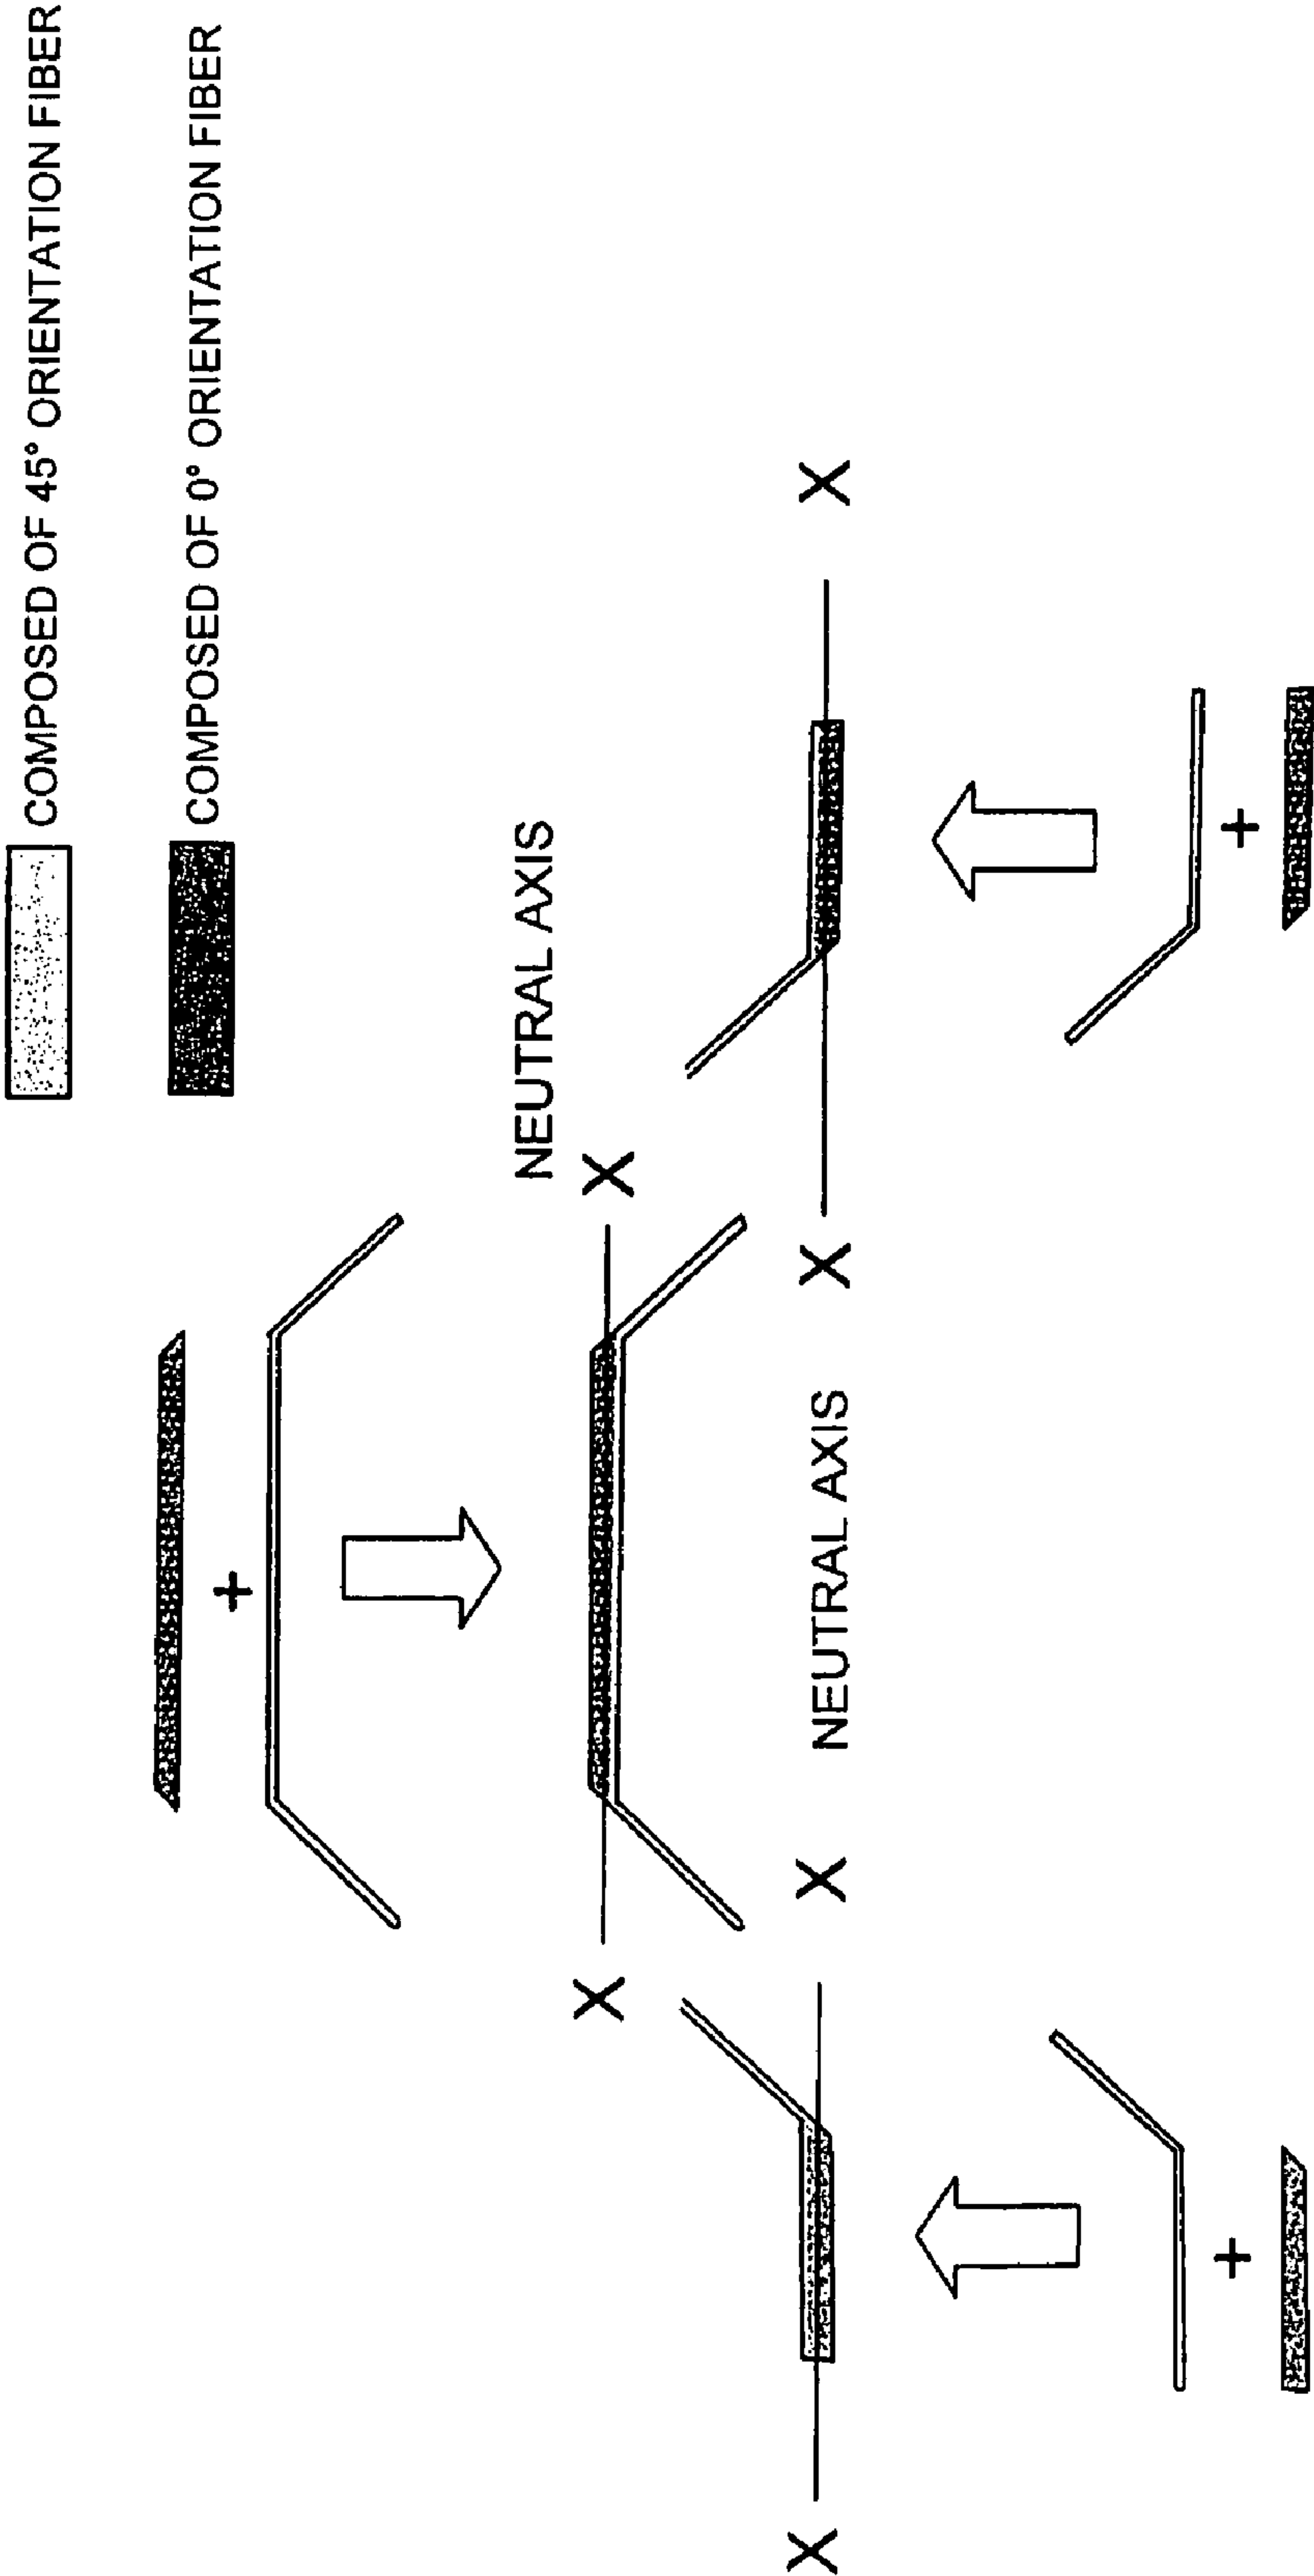 COMPOSED OF 45° ORIENTATION FIBER
COMPOSED OF 0° ORIENTATION FIBER
+
NEUTRAL AXIS
X
X
X
X
NEUTRAL AXIS
X
X
+
+